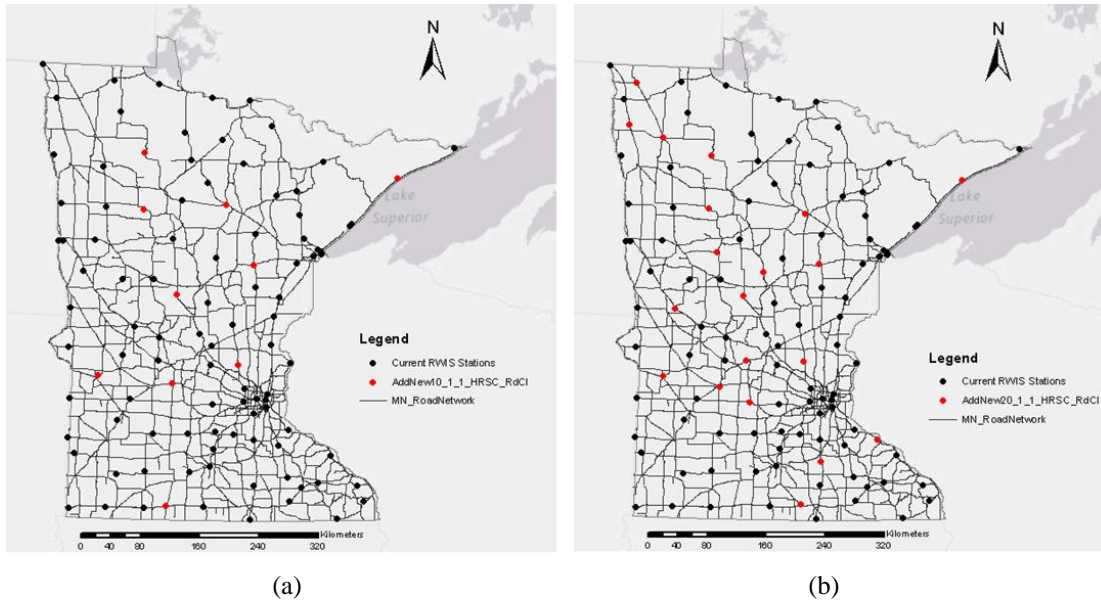 N
Lake
Superior
Legend
Current RWIS Stations
AddNew10_1_1_HRSC_RdCl
MN_RoadNetwork
Kilometers
0 40 80 160 240 320
(a)
N
Lake
Superior
Legend
Current RWIS Stations
AddNew20_1_1_HRSC_RdCl
MN_RoadNetwork
Kilometers
0 20 40 80 160 240 320
(b)